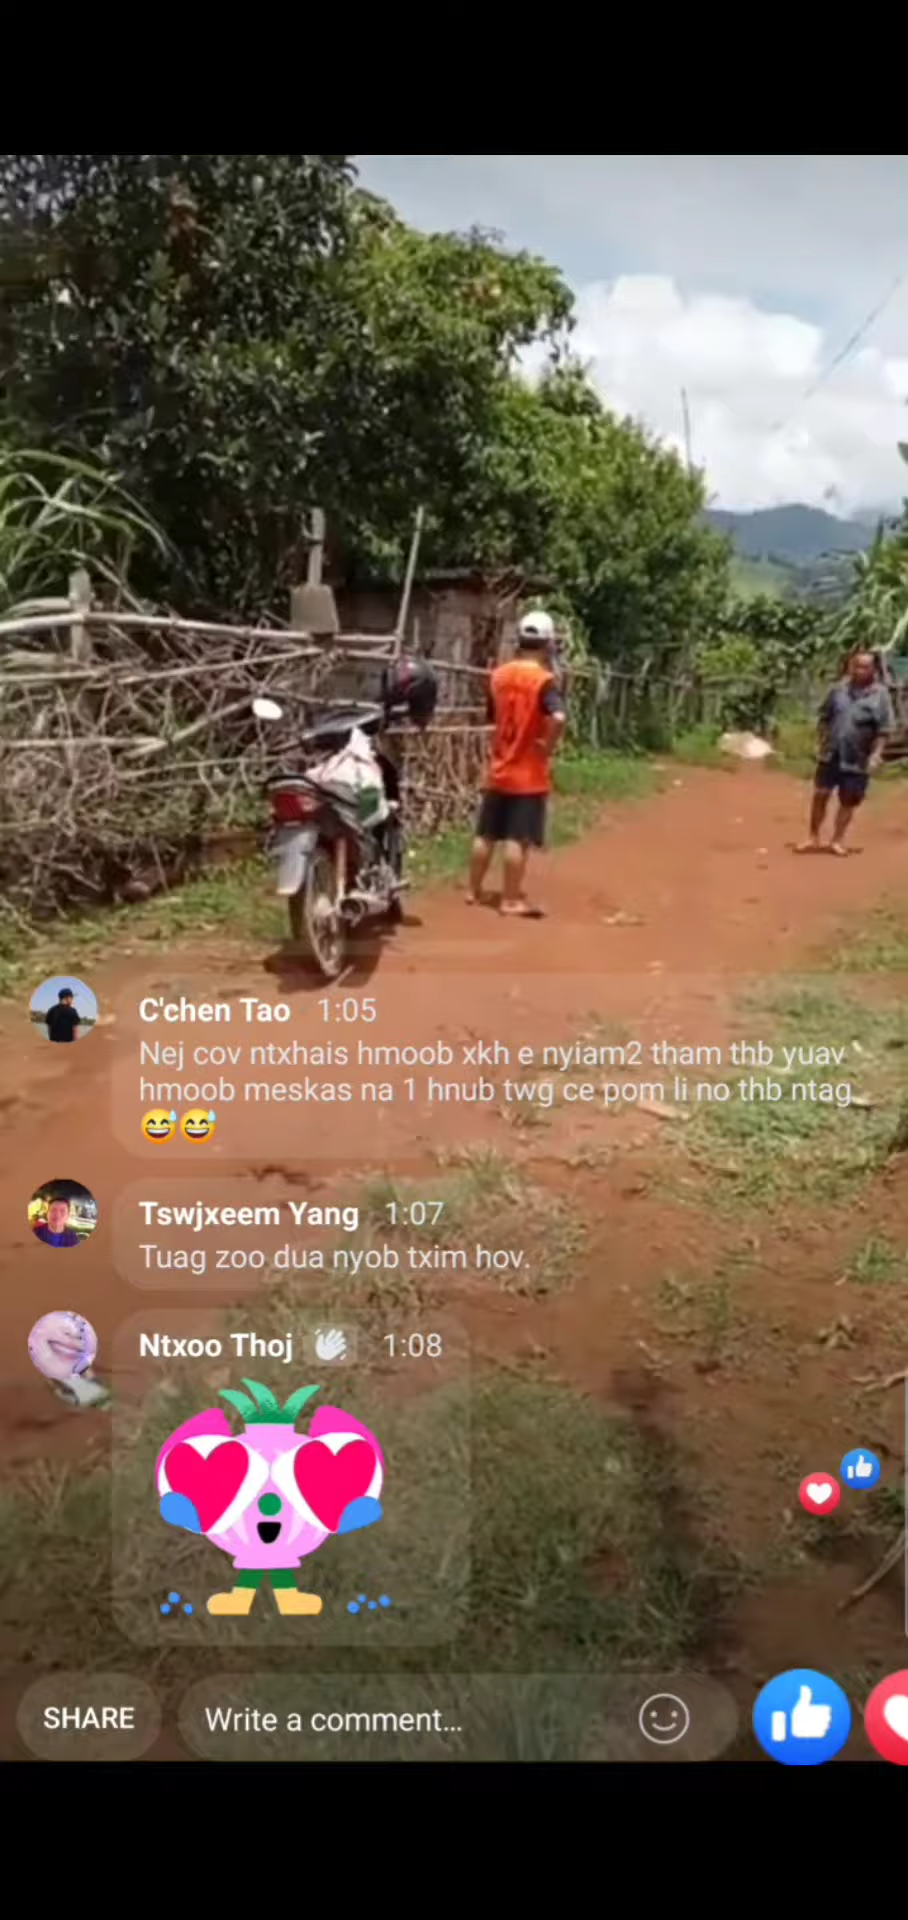 C'chen Tao 1:05
Nej cov ntxhais hmoob xkh e nyiam2 tham thb yuav
hmoob meskas na 1 hnub twg ce pom li no thb ntag
😅😅
Tswjxeem Yang 1:07
Tuag zoo dua nyob txim hov.
Ntxoo Thoj 1:08
SHARE
Write a comment...